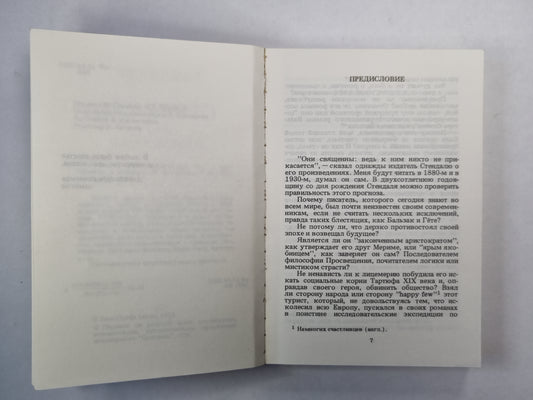 ПРЕДИСЛОВИЕ
"Они священны: ведь к ним никто не при-
касается", — сказал однажды издатель Стендалю о
его произведениях. Меня будут читать в 1880-м и в
1930-м, думал он сам. В двухсотлетнюю годов-
щину со дня рождения Стендаля можно проверить
правильность этого прогноза.
Почему писатель, которого сегодня знают во
всем мире, был почти неизвестен своим современ-
никам, если не считать нескольких исключений,
правда таких блестящих, как Бальзак и Гёте?
Не потому ли, что дерзко противостоял своей
эпохе и возвещал будущее?
Является ли он "законченным аристократом",
как утверждает его друг Мериме, или "ярым яко-
бинцем", как заверяет он сам? Последователем
философии Просвещения, почитателем логики или
мистиком страсти?
Не ненависть ли к лицемерию побудила его ис-
кать социальные корни Тартюфа XIX века и, оп-
равдав своего героя, обвинить общество? Взял
ли сторону народа или сторону "happy few"¹ этот
турист, который, не довольствуясь тем, что ис-
колесил всю Европу, пускался в своих романах
в поистине исследовательские экспедиции по
¹ Немногих счастливцев (англ.).
7